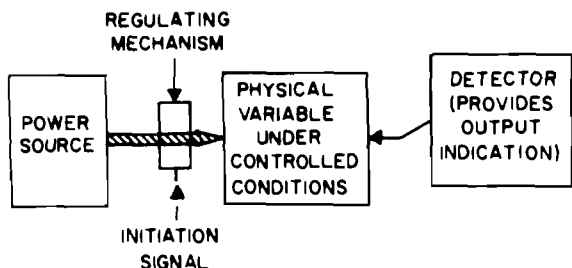 REGULATING
MECHANISM
POWER
SOURCE
PHYSICAL
VARIABLE
UNDER
CONTROLLED
CONDITIONS
DETECTOR
(PROVIDES
OUTPUT
INDICATION)
INITIATION
SIGNAL